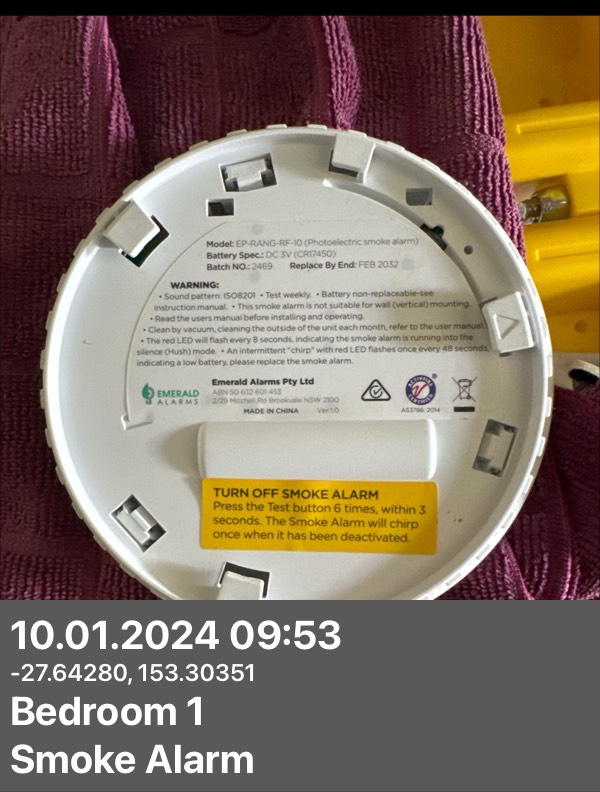 Model: EP-RANG-RF-10 (Photoelectric smoke alarm)
Battery Spec.: DC 3V (CR17450)
Batch NO.: 2469 Replace By End: FEB 2032
WARNING:
• Sound pattern: ISO8201 • Test weekly. • Battery non-replaceable-see
instruction manual. • This smoke alarm is not suitable for wall (vertical) mounting.
• Read the users manual before installing and operating.
• Clean by vacuum, cleaning the outside of the unit each month, refer to the user manual.
• The red LED will flash every 8 seconds, indicating the smoke alarm is running into the
silence (Hush) mode. • An intermittent "chirp" with red LED flashes once every 48 seconds,
indicating a low battery, please replace the smoke alarm.
EMERALD
ALARMS
Emerald Alarms Pty Ltd
ABN 50 632 601 453
2/29 Mitchell Rd Brookvale NSW 2100
MADE IN CHINA Ver:1.0
AS3786: 2014
TURN OFF SMOKE ALARM
Press the Test button 6 times, within 3
seconds. The Smoke Alarm will chirp
once when it has been deactivated.
10.01.2024 09:53
-27.64280, 153.30351
Bedroom 1
Smoke Alarm